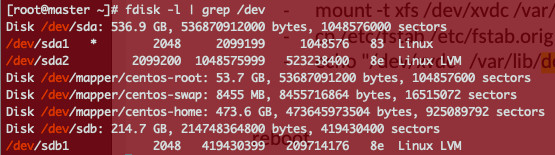 [root@master ~]# fdisk -l | grep /dev
- mount -t xfs /dev/xvdc /var/
Disk /dev/sda: 536.9 GB, 536870912000 bytes, 1048576000 sectors
- cp /etc/fstab /etc/fstab.orig
/dev/sda1 * 2048 2099199 1048576 83 Linux
/dev/sda2 2099200 1048575999 523238400 8e Linux LVM
/var/lib/do
Disk /dev/mapper/centos-root: 53.7 GB, 53687091200 bytes, 104857600 sectors
Disk /dev/mapper/centos-swap: 8455 MB, 8455716864 bytes, 16515072 sectors
Disk /dev/mapper/centos-home: 473.6 GB, 473645973504 bytes, 925089792 sectors
Disk /dev/sdb: 214.7 GB, 214748364800 bytes, 419430400 sectors
reboot
/dev/sdb1 2048 419430399 209714176 8e Linux LVM